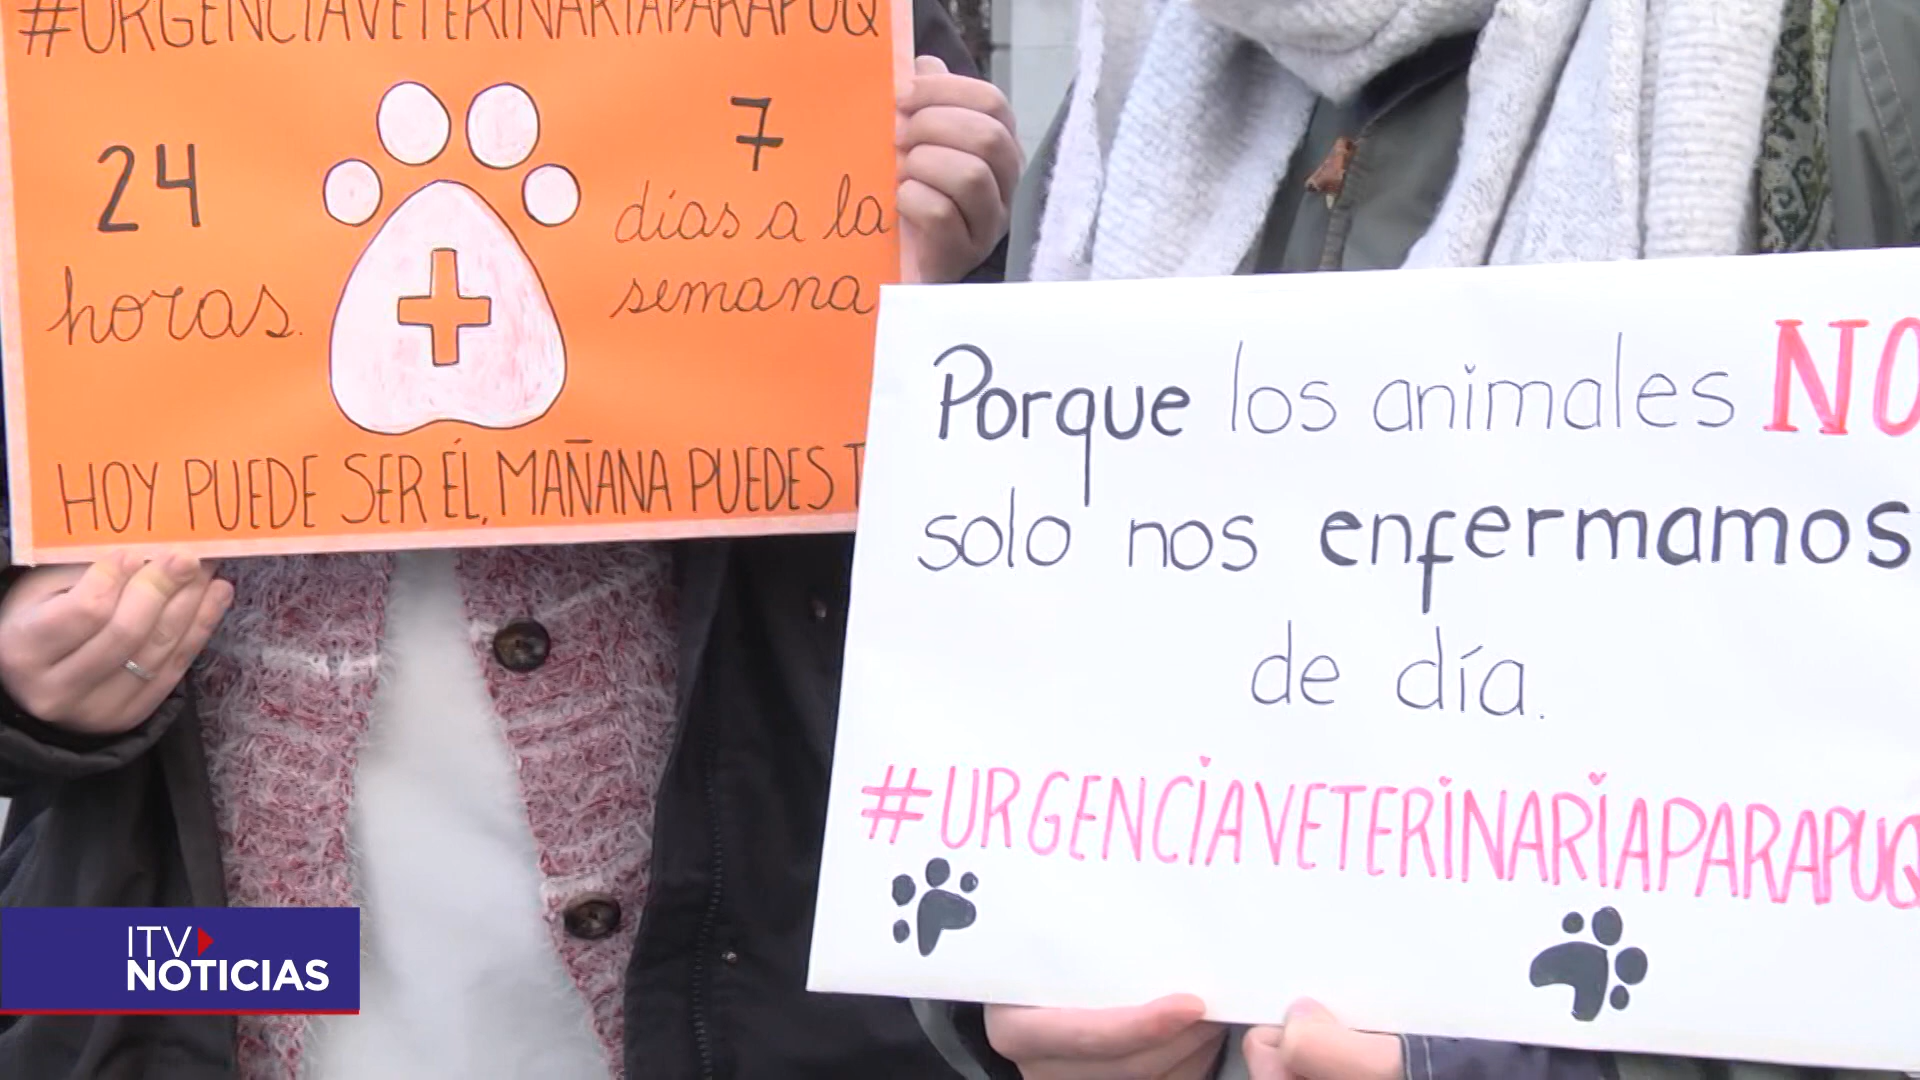 #URGENCIAVETERINARIAPARAPUQ
24
horas.
7
días a la
semana
HOY PUEDE SER ÉL, MAÑANA PUEDES T
Porque los animales NO
solo nos enfermamos
de día.
#URGENCIAVETERINARIAPARAPUQ
ITV
NOTICIAS